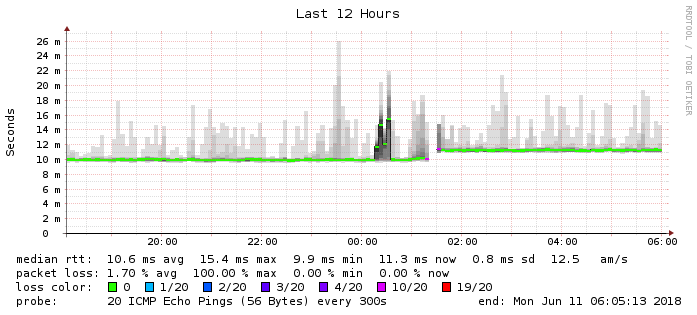 Last 12 Hours
RRDTOOL / TOBI OETIKER
Seconds
26 m
24 m
22 m
20 m
18 m
16 m
14 m
12 m
10 m
8 m
6 m
4 m
2 m
0
20:00 22:00 00:00 02:00 04:00 06:00
median rtt: 10.6 ms avg 15.4 ms max 9.9 ms min 11.3 ms now 0.8 ms sd 12.5 am/s
packet loss: 1.70 % avg 100.00 % max 0.00 % min 0.00 % now
loss color: 0 1/20 2/20 3/20 4/20 10/20 19/20
probe: 20 ICMP Echo Pings (56 Bytes) every 300s end: Mon Jun 11 06:05:13 2018